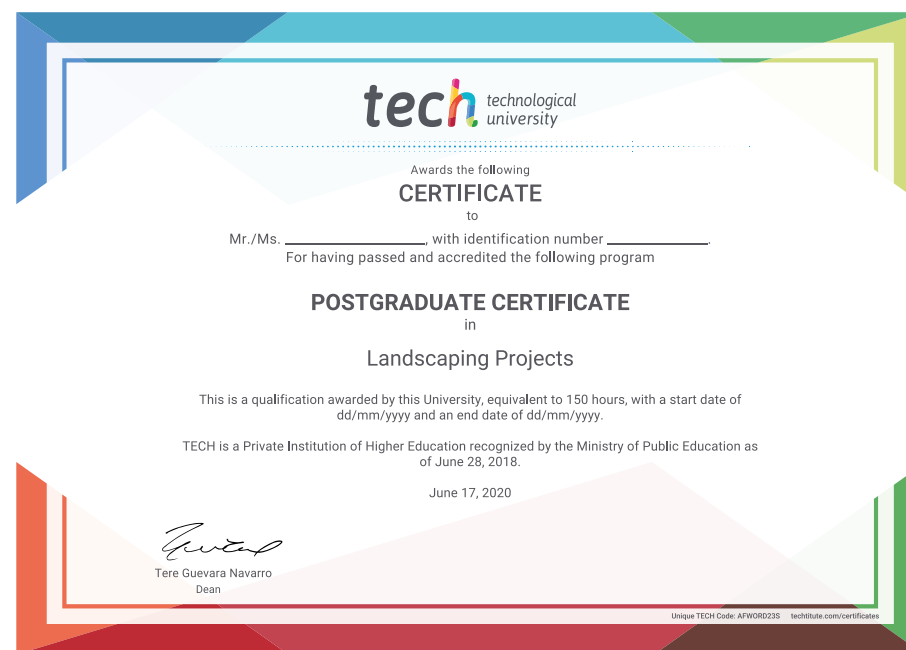 tech technological
university
Awards the following
CERTIFICATE
to
Mr./Ms. ____________________, with identification number ______________.
For having passed and accredited the following program
POSTGRADUATE CERTIFICATE
in
Landscaping Projects
This is a qualification awarded by this University, equivalent to 150 hours, with a start date of
dd/mm/yyyy and an end date of dd/mm/yyyy.
TECH is a Private Institution of Higher Education recognized by the Ministry of Public Education as
of June 28, 2018.
June 17, 2020
Tere Guevara Navarro
Dean
Unique TECH Code: AFWORD23S techtitute.com/certificates